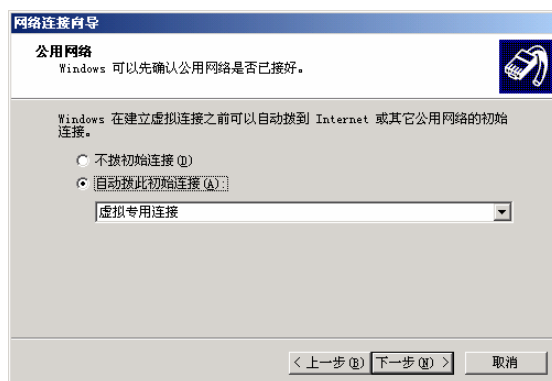 网络连接向导
公用网络
Windows 可以先确认公用网络是否已接好。
Windows 在建立虚拟连接之前可以自动拨到 Internet 或其它公用网络的初始
连接。
不拨初始连接(D)
自动拨此初始连接(A):
虚拟专用连接
< 上一步(B) 下一步(N) > 取消